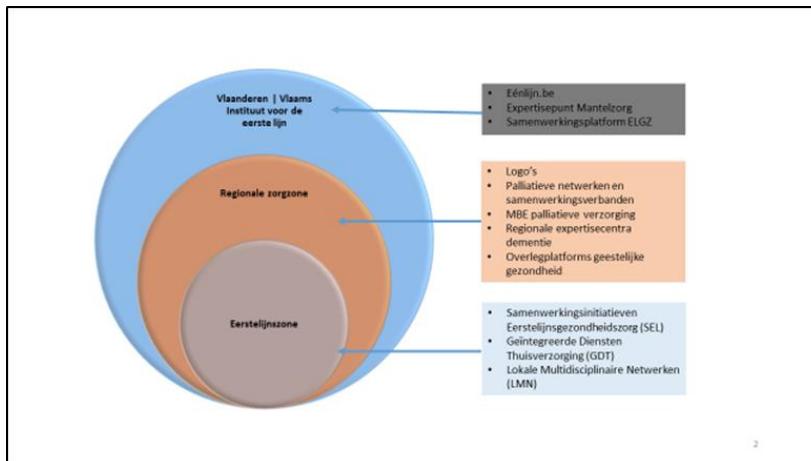 Vlaanderen | Vlaams
Instituut voor de
eerste lijn
Regionale zorgzone
Eerstelijnszone
• Eénlijn.be
• Expertisepunt Mantelzorg
• Samenwerkingsplatform ELGZ
• Logo's
• Palliatieve netwerken en
samenwerkingsverbanden
• MBE palliatieve verzorging
• Regionale expertisecentra
dementie
• Overlegplatforms geestelijke
gezondheid
• Samenwerkingsinitiatieven
Eerstelijnsgezondheidszorg (SEL)
• Geïntegreerde Diensten
Thuisverzorging (GDT)
• Lokale Multidisciplinaire Netwerken
(LMN)
2